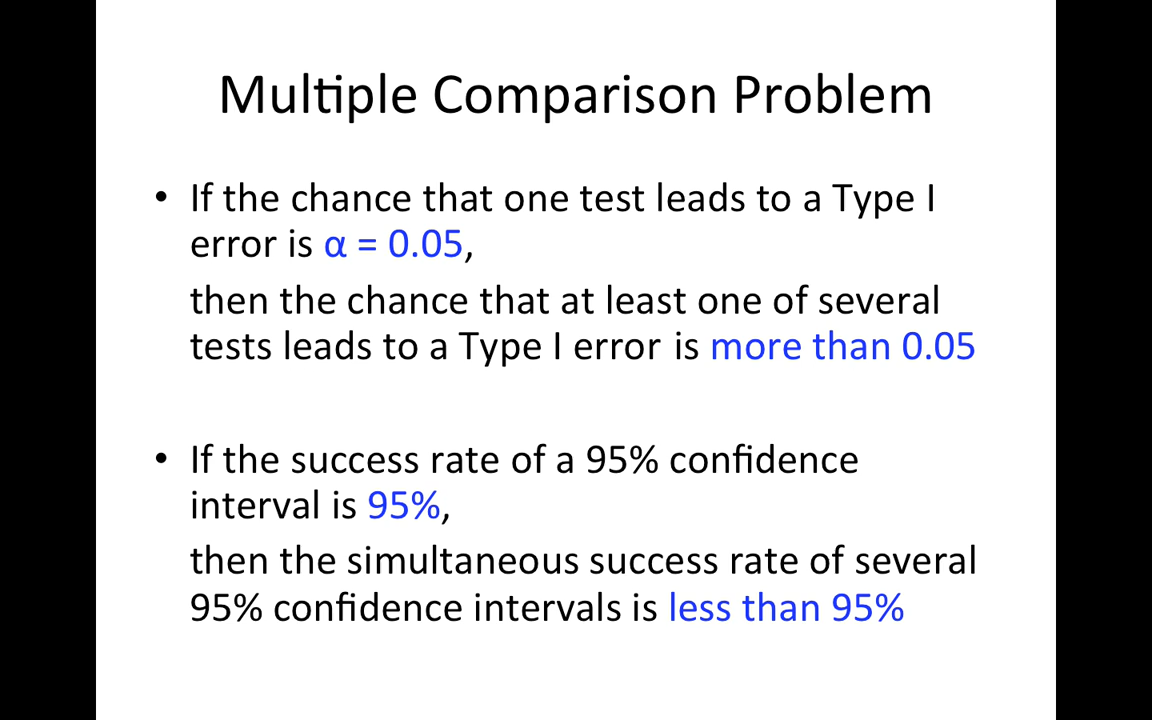 Multiple Comparison Problem
• If the chance that one test leads to a Type I
error is α = 0.05,
then the chance that at least one of several
tests leads to a Type I error is more than 0.05
• If the success rate of a 95% confidence
interval is 95%,
then the simultaneous success rate of several
95% confidence intervals is less than 95%